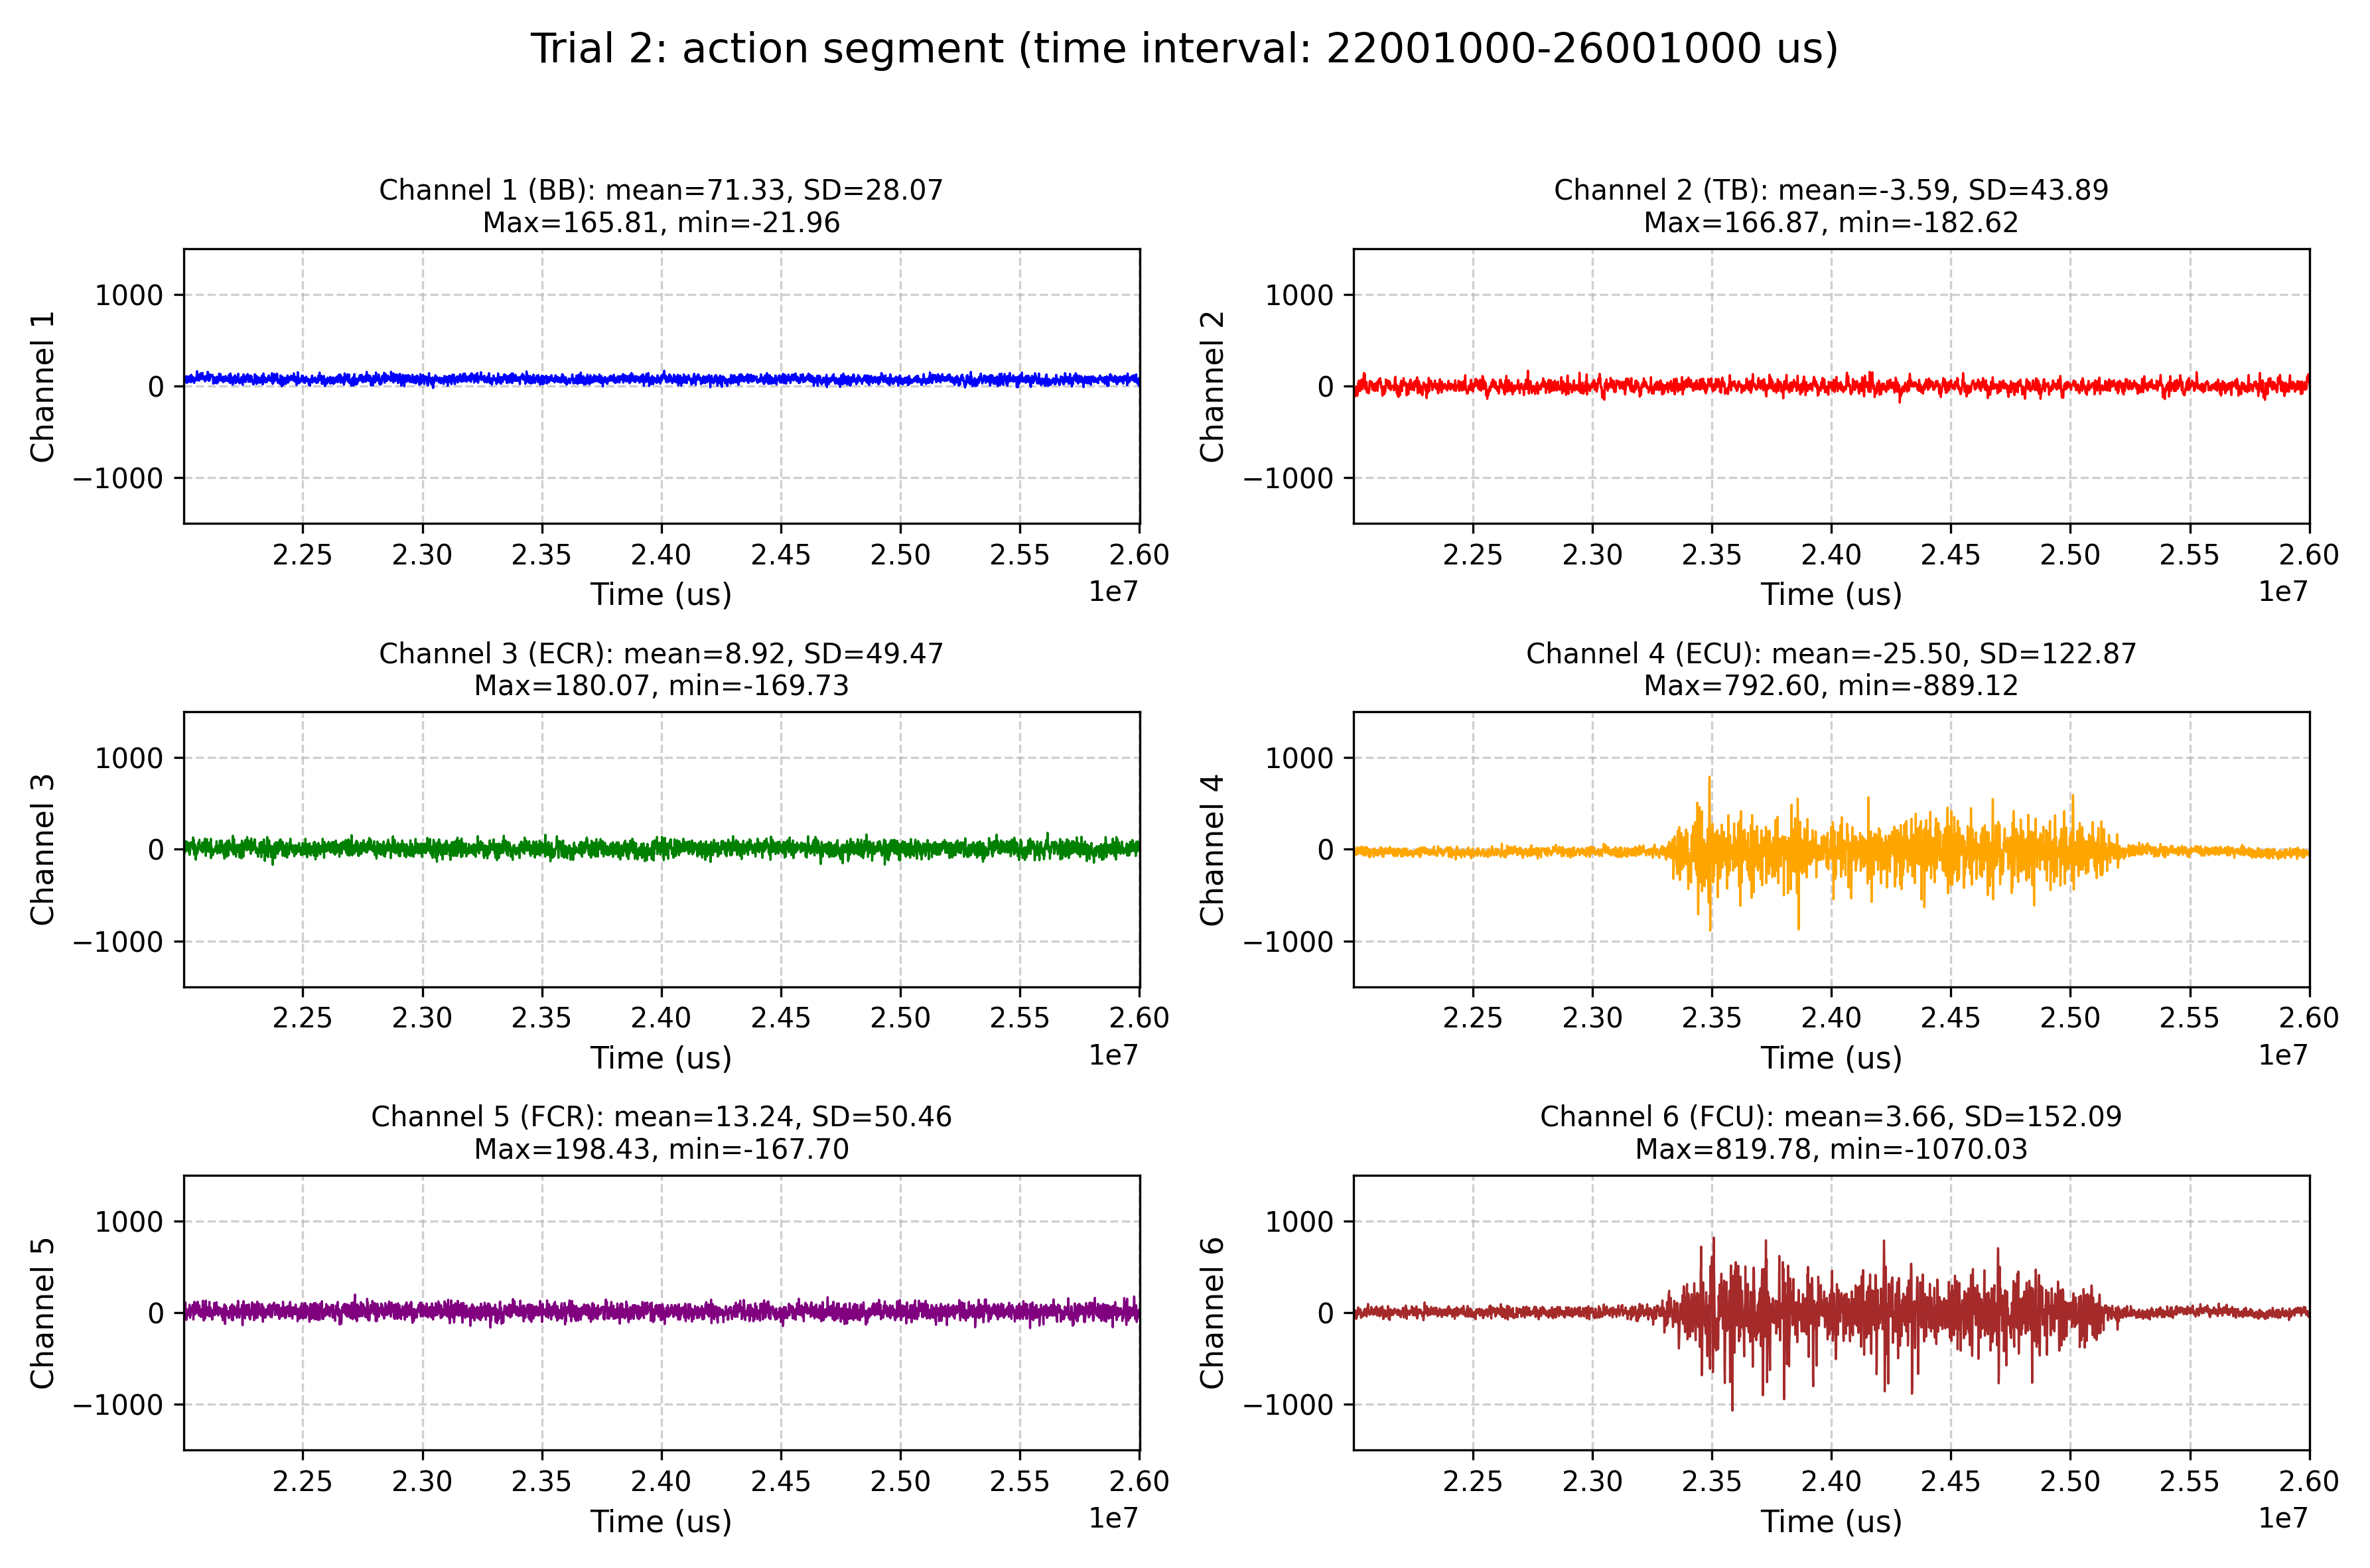 Trial 2: action segment (time interval: 22001000-26001000 us)
Channel 1 (BB): mean=71.33, SD=28.07
Max=165.81, min=-21.96
1000
0
−1000
Channel 1
2.25 2.30 2.35 2.40 2.45 2.50 2.55 2.60
1e7
Time (us)
Channel 2 (TB): mean=-3.59, SD=43.89
Max=166.87, min=-182.62
1000
0
−1000
Channel 2
2.25 2.30 2.35 2.40 2.45 2.50 2.55 2.60
1e7
Time (us)
Channel 3 (ECR): mean=8.92, SD=49.47
Max=180.07, min=-169.73
1000
0
−1000
Channel 3
2.25 2.30 2.35 2.40 2.45 2.50 2.55 2.60
1e7
Time (us)
Channel 4 (ECU): mean=-25.50, SD=122.87
Max=792.60, min=-889.12
1000
0
−1000
Channel 4
2.25 2.30 2.35 2.40 2.45 2.50 2.55 2.60
1e7
Time (us)
Channel 5 (FCR): mean=13.24, SD=50.46
Max=198.43, min=-167.70
1000
0
−1000
Channel 5
2.25 2.30 2.35 2.40 2.45 2.50 2.55 2.60
1e7
Time (us)
Channel 6 (FCU): mean=3.66, SD=152.09
Max=819.78, min=-1070.03
1000
0
−1000
Channel 6
2.25 2.30 2.35 2.40 2.45 2.50 2.55 2.60
1e7
Time (us)